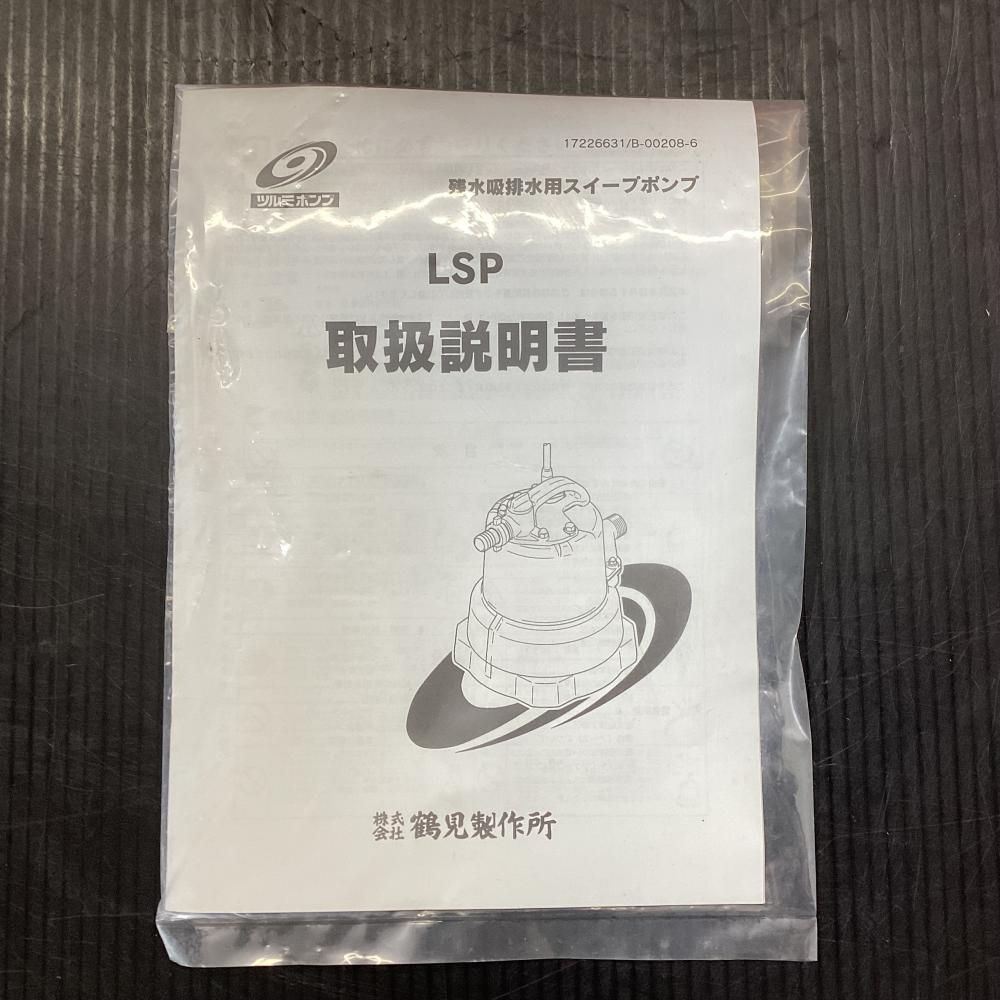 17226631/B-00208-6
ツルミポンプ
残水吸排水用スイープポンプ
LSP
取扱説明書
株式会社 鶴見製作所